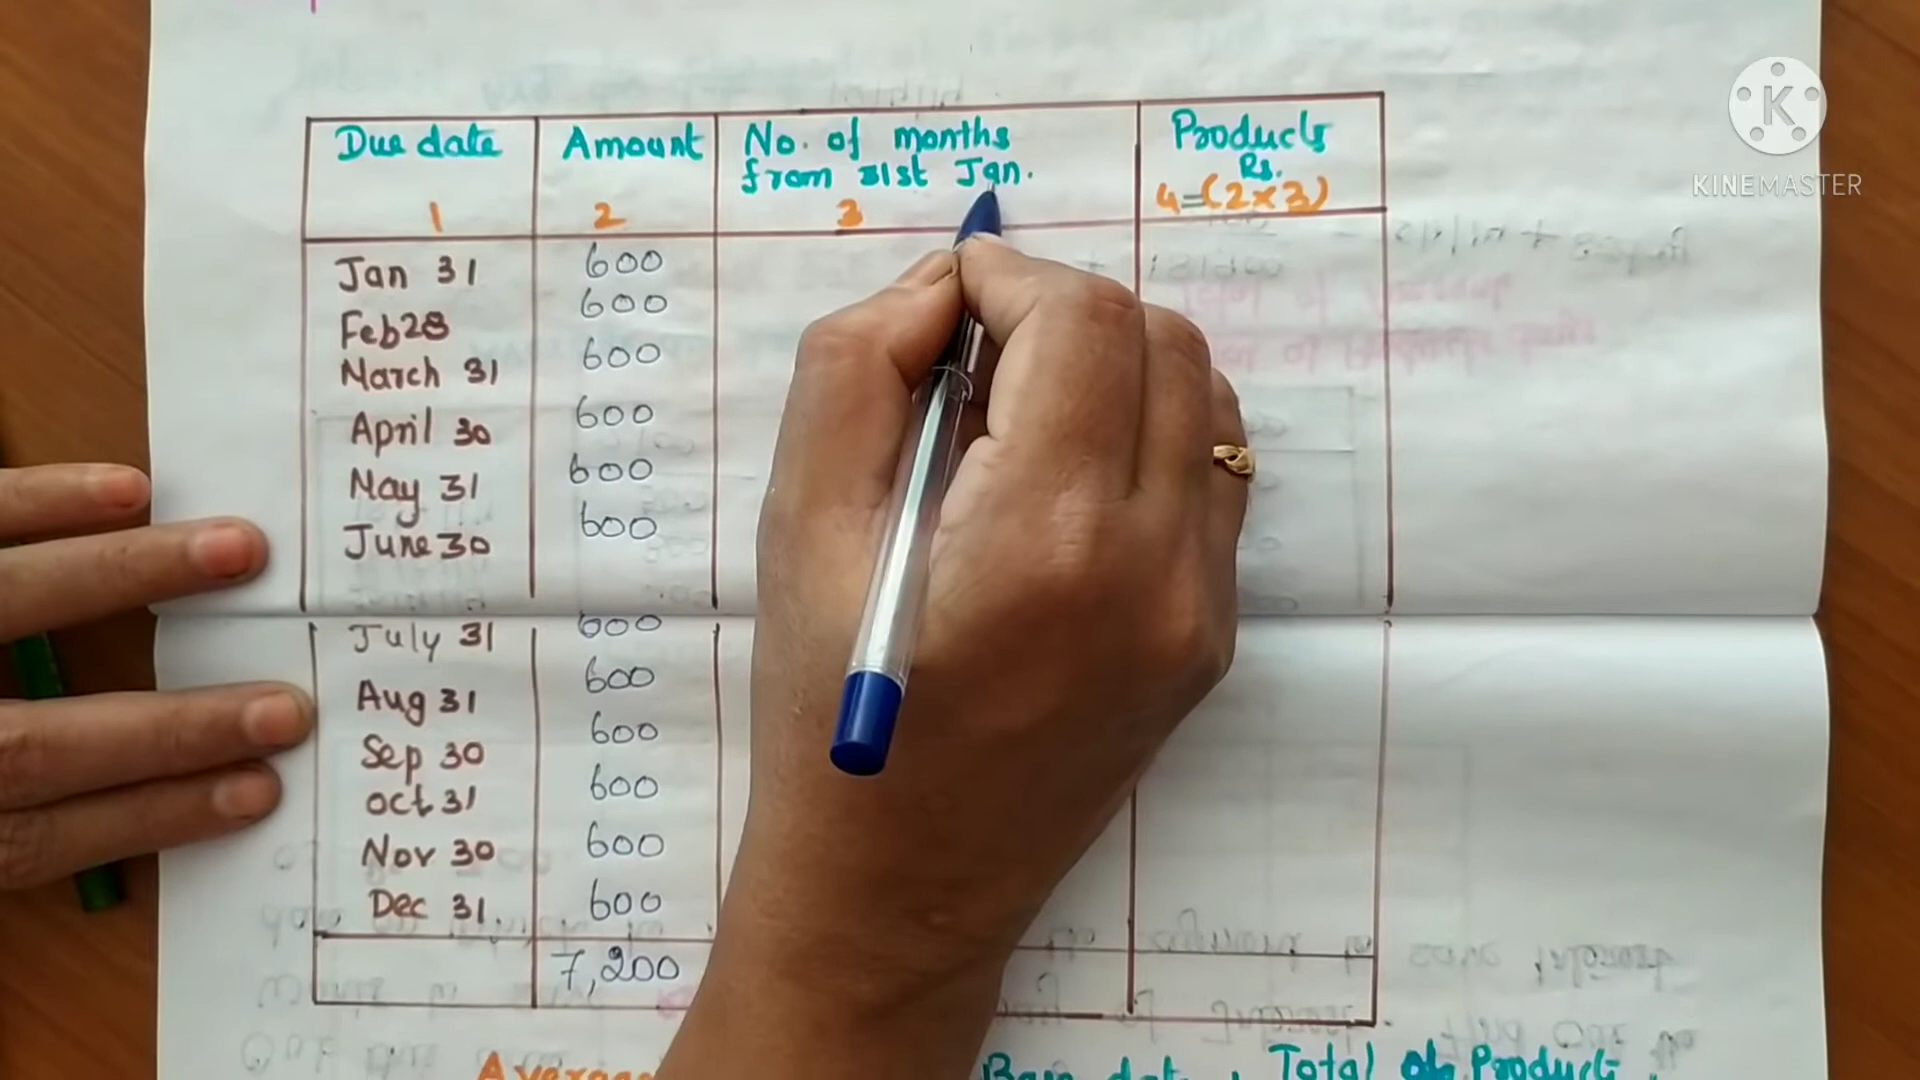 Due date Amount No. of months Products
from 31st Jan. Rs.
1 2 3 4=(2×3)
Jan 31 600
Feb 28 600
March 31 600
April 30 600
May 31 600
June 30 600
July 31 600
Aug 31 600
Sep 30 600
Oct 31 600
Nov 30 600
Dec 31. 600
7,200
Total of Product
K
KINEMASTER